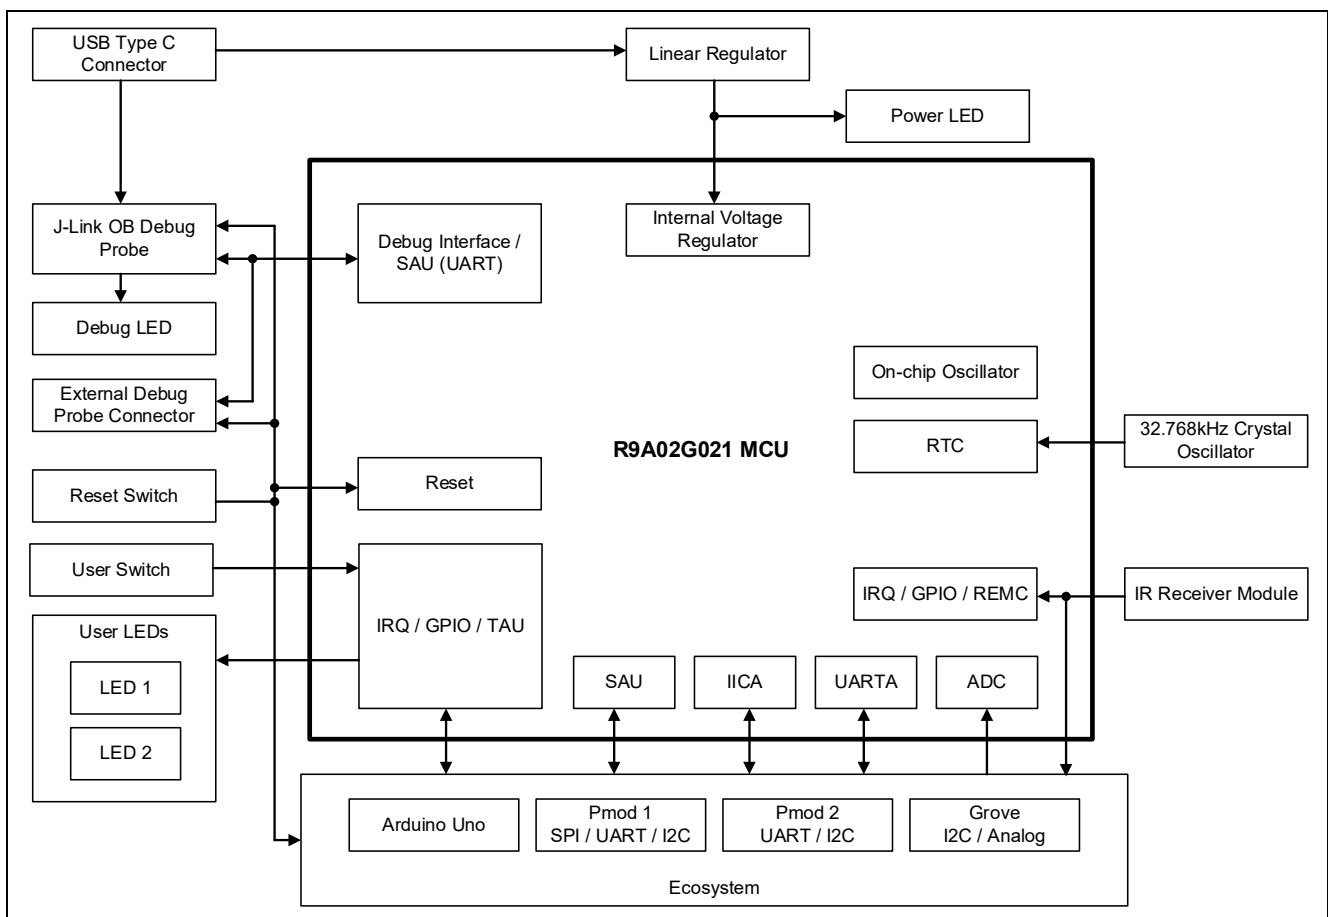 USB Type C
Connector
Linear Regulator
Power LED
J-Link OB Debug
Probe
Debug Interface /
SAU (UART)
Internal Voltage
Regulator
Debug LED
On-chip Oscillator
External Debug
Probe Connector
R9A02G021 MCU
RTC
32.768kHz Crystal
Oscillator
Reset Switch
Reset
User Switch
IRQ / GPIO / TAU
IRQ / GPIO / REMC
IR Receiver Module
User LEDs
LED 1
LED 2
SAU
IICA
UARTA
ADC
Arduino Uno
Pmod 1
SPI / UART / I2C
Pmod 2
UART / I2C
Grove
I2C / Analog
Ecosystem